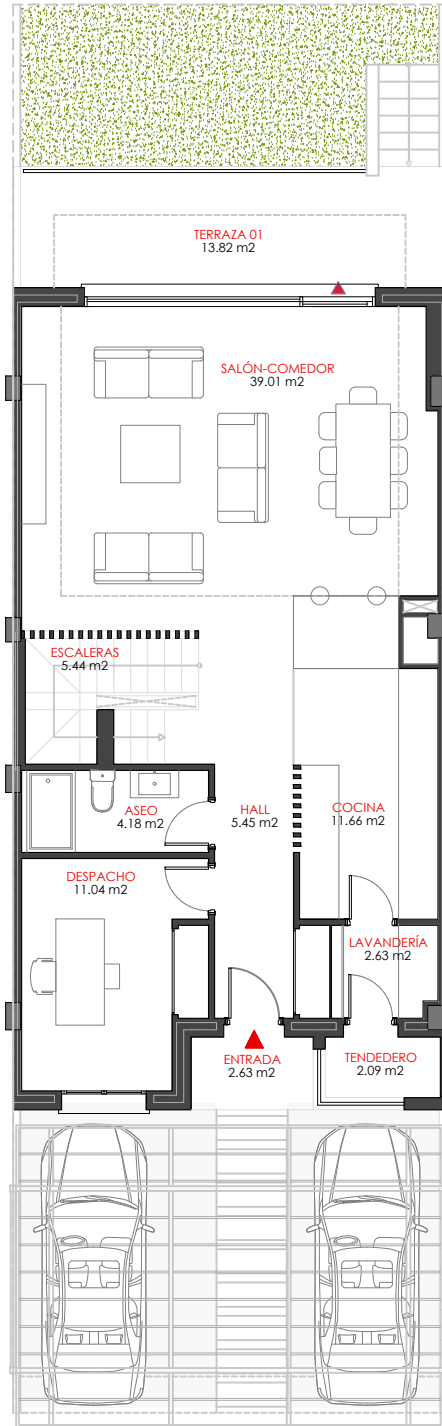 TERRAZA 01
13.82 m2
SALÓN-COMEDOR
39.01 m2
ESCALERAS
5.44 m2
ASEO
4.18 m2
HALL
5.45 m2
COCINA
11.66 m2
DESPACHO
11.04 m2
LAVANDERÍA
2.63 m2
ENTRADA
2.63 m2
TENDEDERO
2.09 m2